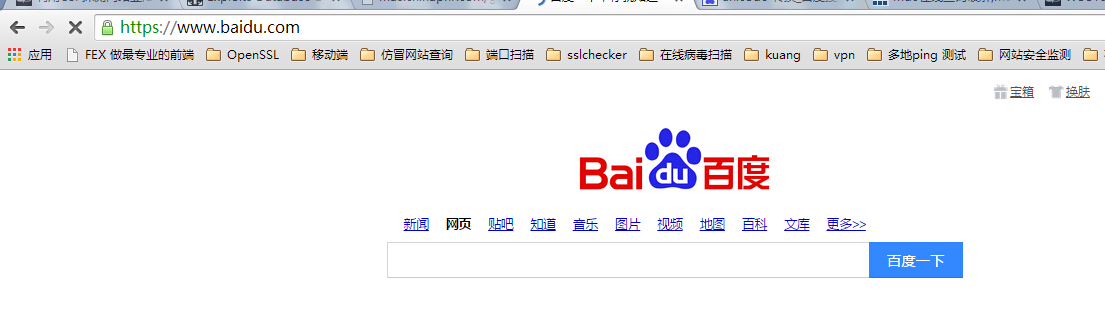 https://www.baidu.com
应用 FEX 做最专业的前端 OpenSSL 移动端 仿冒网站查询 端口扫描 sslchecker 在线病毒扫描 kuang vpn 多地ping 测试 网站安全监测
宝箱 换肤
Bai du 百度
新闻 网页 贴吧 知道 音乐 图片 视频 地图 百科 文库 更多>>
百度一下